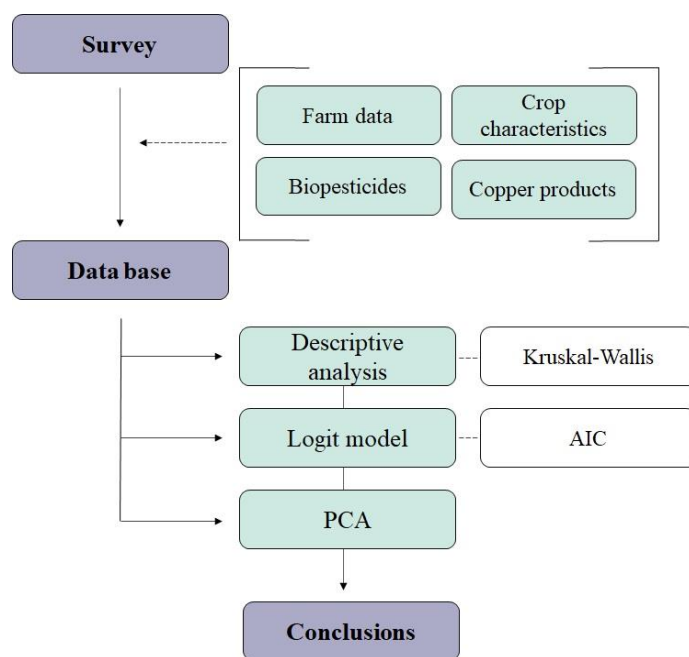 Survey
Farm data
Crop
characteristics
Biopesticides
Copper products
Data base
Descriptive
analysis
Kruskal-Wallis
Logit model
AIC
PCA
Conclusions